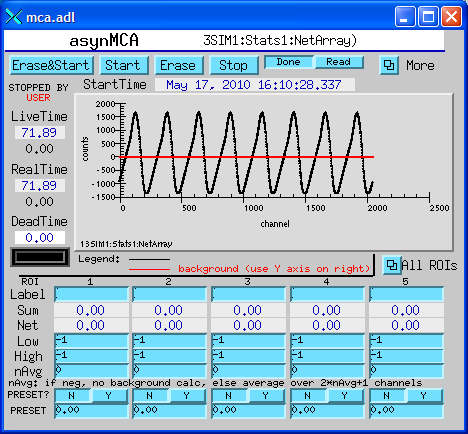 mca.adl
asynMCA 3SIM1:Stats1:NetArray)
Erase&Start Start Erase Stop Done Read More
STOPPED BY
USER
StartTime May 17, 2010 16:10:28.337
LiveTime
71.89
0.00
RealTime
71.89
0.00
DeadTime
0.00
counts
2000
1500
1000
500
0
-500
-1000
-1500
0 500 1000 1500 2000 2500
channel
13SIM1:Stats1:NetArray
Legend:
background (use Y axis on right)
All ROIs
ROI 1 2 3 4 5
Label
Sum 0.00 0.00 0.00 0.00 0.00
Net 0.00 0.00 0.00 0.00 0.00
Low -1 -1 -1 -1 -1
High -1 -1 -1 -1 -1
nAvg 0 0 0 0 0
nAvg: if neg, no background calc, else average over 2*nAvg+1 channels
PRESET? N Y N Y N Y N Y N Y
PRESET 0.00 0.00 0.00 0.00 0.00